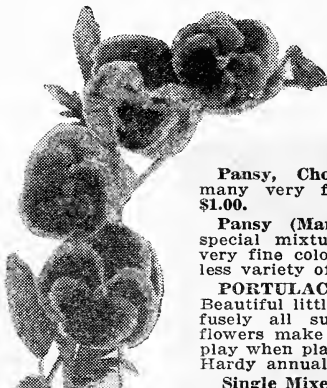 Pansy, Cho
many very f
$1.00.
Pansy (Mar
special mixtu
very fine colo
less variety of
PORTULAC
Beautiful littl
fusely all su
flowers make
play when pla
Hardy annual
Single Mixe